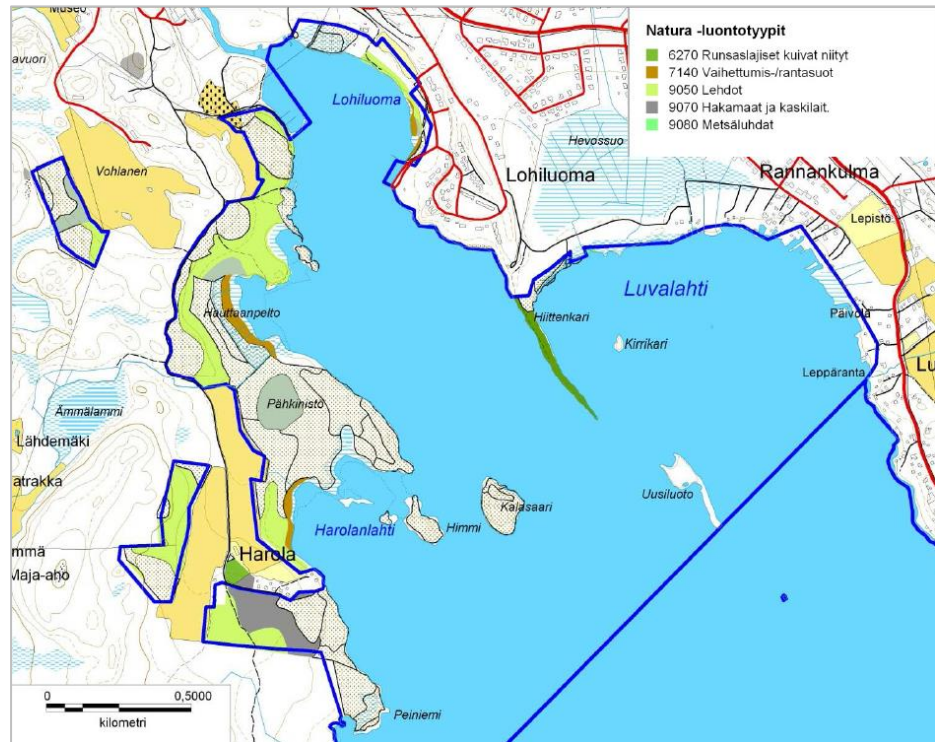 Museo
avuori
Vohlanen
Lohiluoma
Natura -luontotyypit
6270 Runsaslajiset kuivat niityt
7140 Vaihettumis-/rantasuot
9050 Lehdot
9070 Hakamaat ja kaskilait.
9080 Metsäluhdat
Hevossuo
Lohiluoma
Rannankulma
Lepistö
Luvalahti
Hauttaanpelto
Hiittenkari
Kirrikari
Päivölä
Leppäranta
Lu
Pähkinistö
Ämmälammi
Lähdemäki
atrakka
Uusiluoto
Kalasaari
Himmi
Harolanlahti
Harola
mmä
Maja-aho
Peiniemi
0 0,5000
kilometri